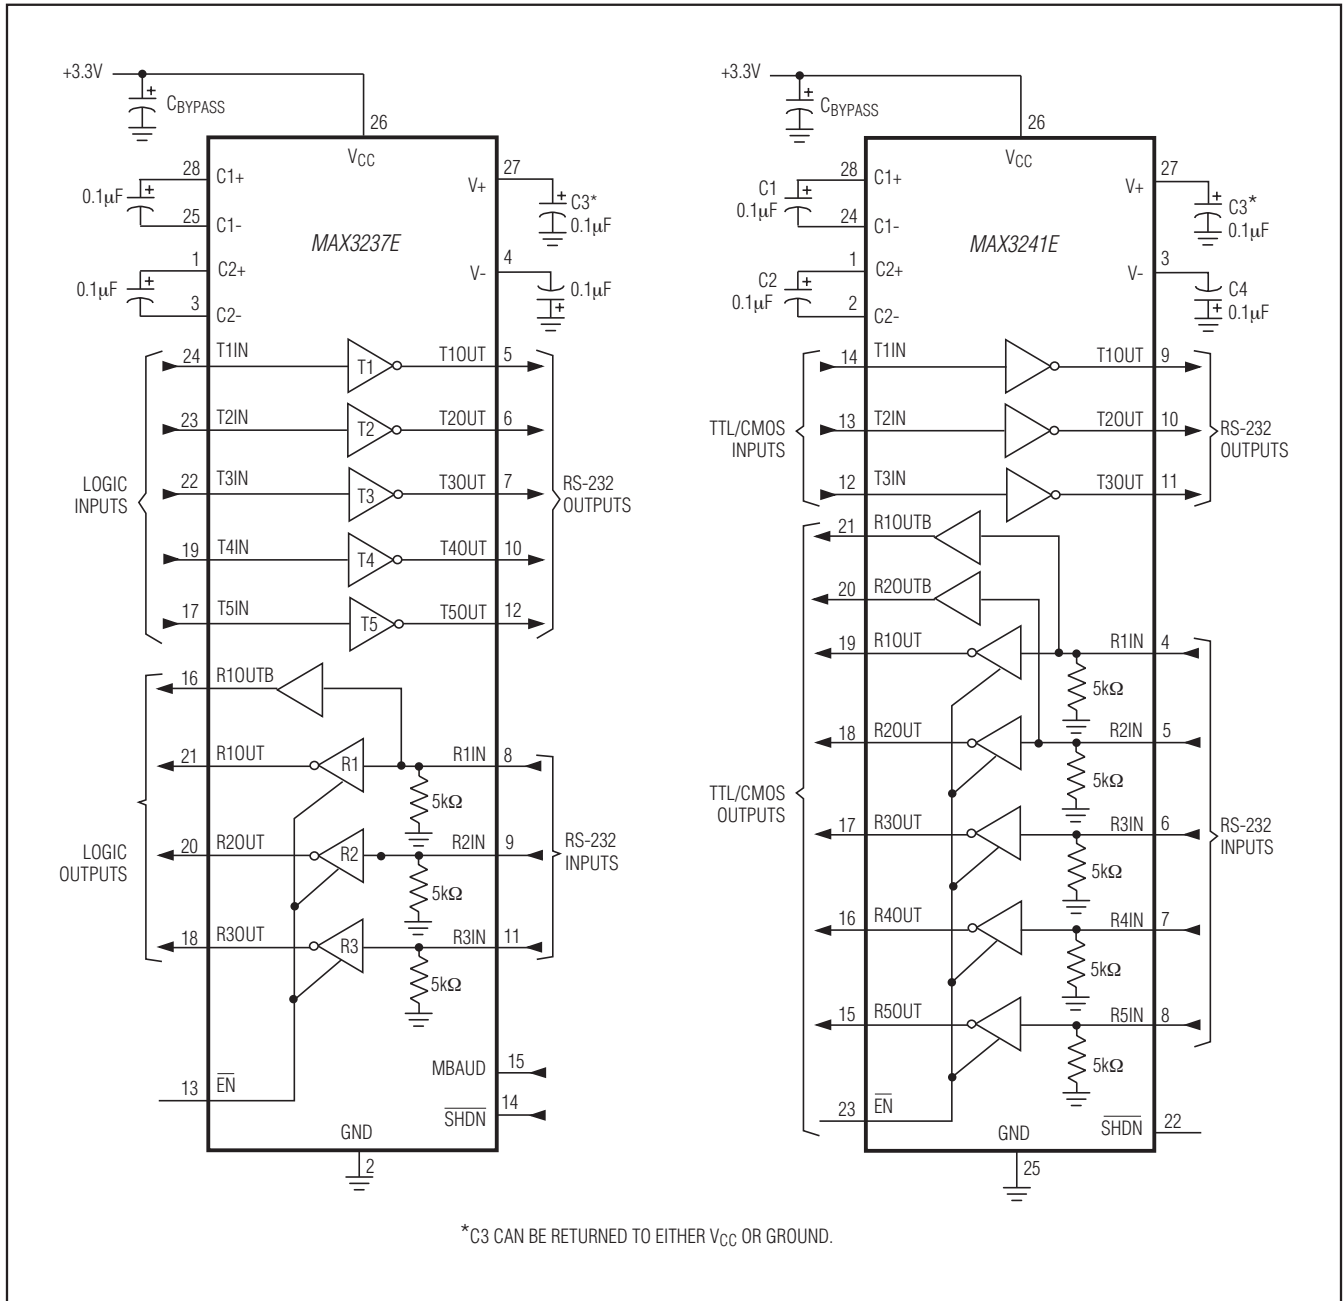 +3.3V
CBYPASS
26
VCC
28
C1+
0.1μF
25
C1-
27
V+
C3*
0.1μF
MAX3237E
1
C2+
0.1μF
3
C2-
4
V-
0.1μF
LOGIC
INPUTS
24 T1IN T1 T1OUT 5
23 T2IN T2 T2OUT 6
22 T3IN T3 T3OUT 7
19 T4IN T4 T4OUT 10
17 T5IN T5 T5OUT 12
RS-232
OUTPUTS
LOGIC
OUTPUTS
16 R1OUTB
21 R1OUT R1 R1IN 8
5kΩ
20 R2OUT R2 R2IN 9
5kΩ
18 R3OUT R3 R3IN 11
5kΩ
RS-232
INPUTS
MBAUD 15
13 EN
SHDN 14
GND
2
+3.3V
CBYPASS
26
VCC
28
C1+
C1
0.1μF
24
C1-
27
V+
C3*
0.1μF
MAX3241E
1
C2+
C2
0.1μF
2
C2-
3
V-
C4
0.1μF
TTL/CMOS
INPUTS
14 T1IN T1OUT 9
13 T2IN T2OUT 10
12 T3IN T3OUT 11
RS-232
OUTPUTS
TTL/CMOS
OUTPUTS
21 R1OUTB
20 R2OUTB
19 R1OUT R1IN 4
5kΩ
18 R2OUT R2IN 5
5kΩ
17 R3OUT R3IN 6
5kΩ
16 R4OUT R4IN 7
5kΩ
15 R5OUT R5IN 8
5kΩ
RS-232
INPUTS
23 EN
SHDN 22
GND
25
*C3 CAN BE RETURNED TO EITHER VCC OR GROUND.